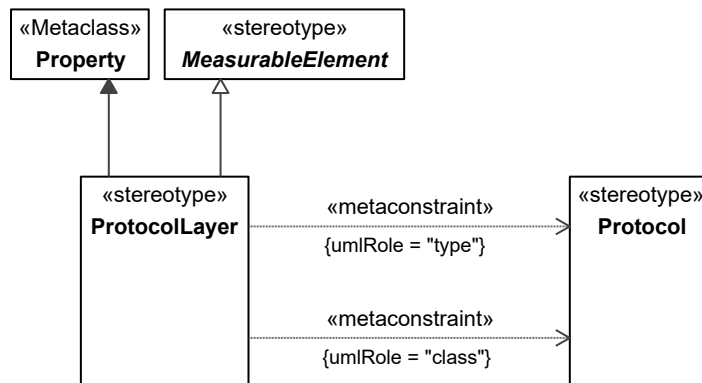 «Metaclass»
Property
«stereotype»
MeasurableElement
«stereotype»
ProtocolLayer
«metaconstraint»
{umlRole = "type"}
«metaconstraint»
{umlRole = "class"}
«stereotype»
Protocol